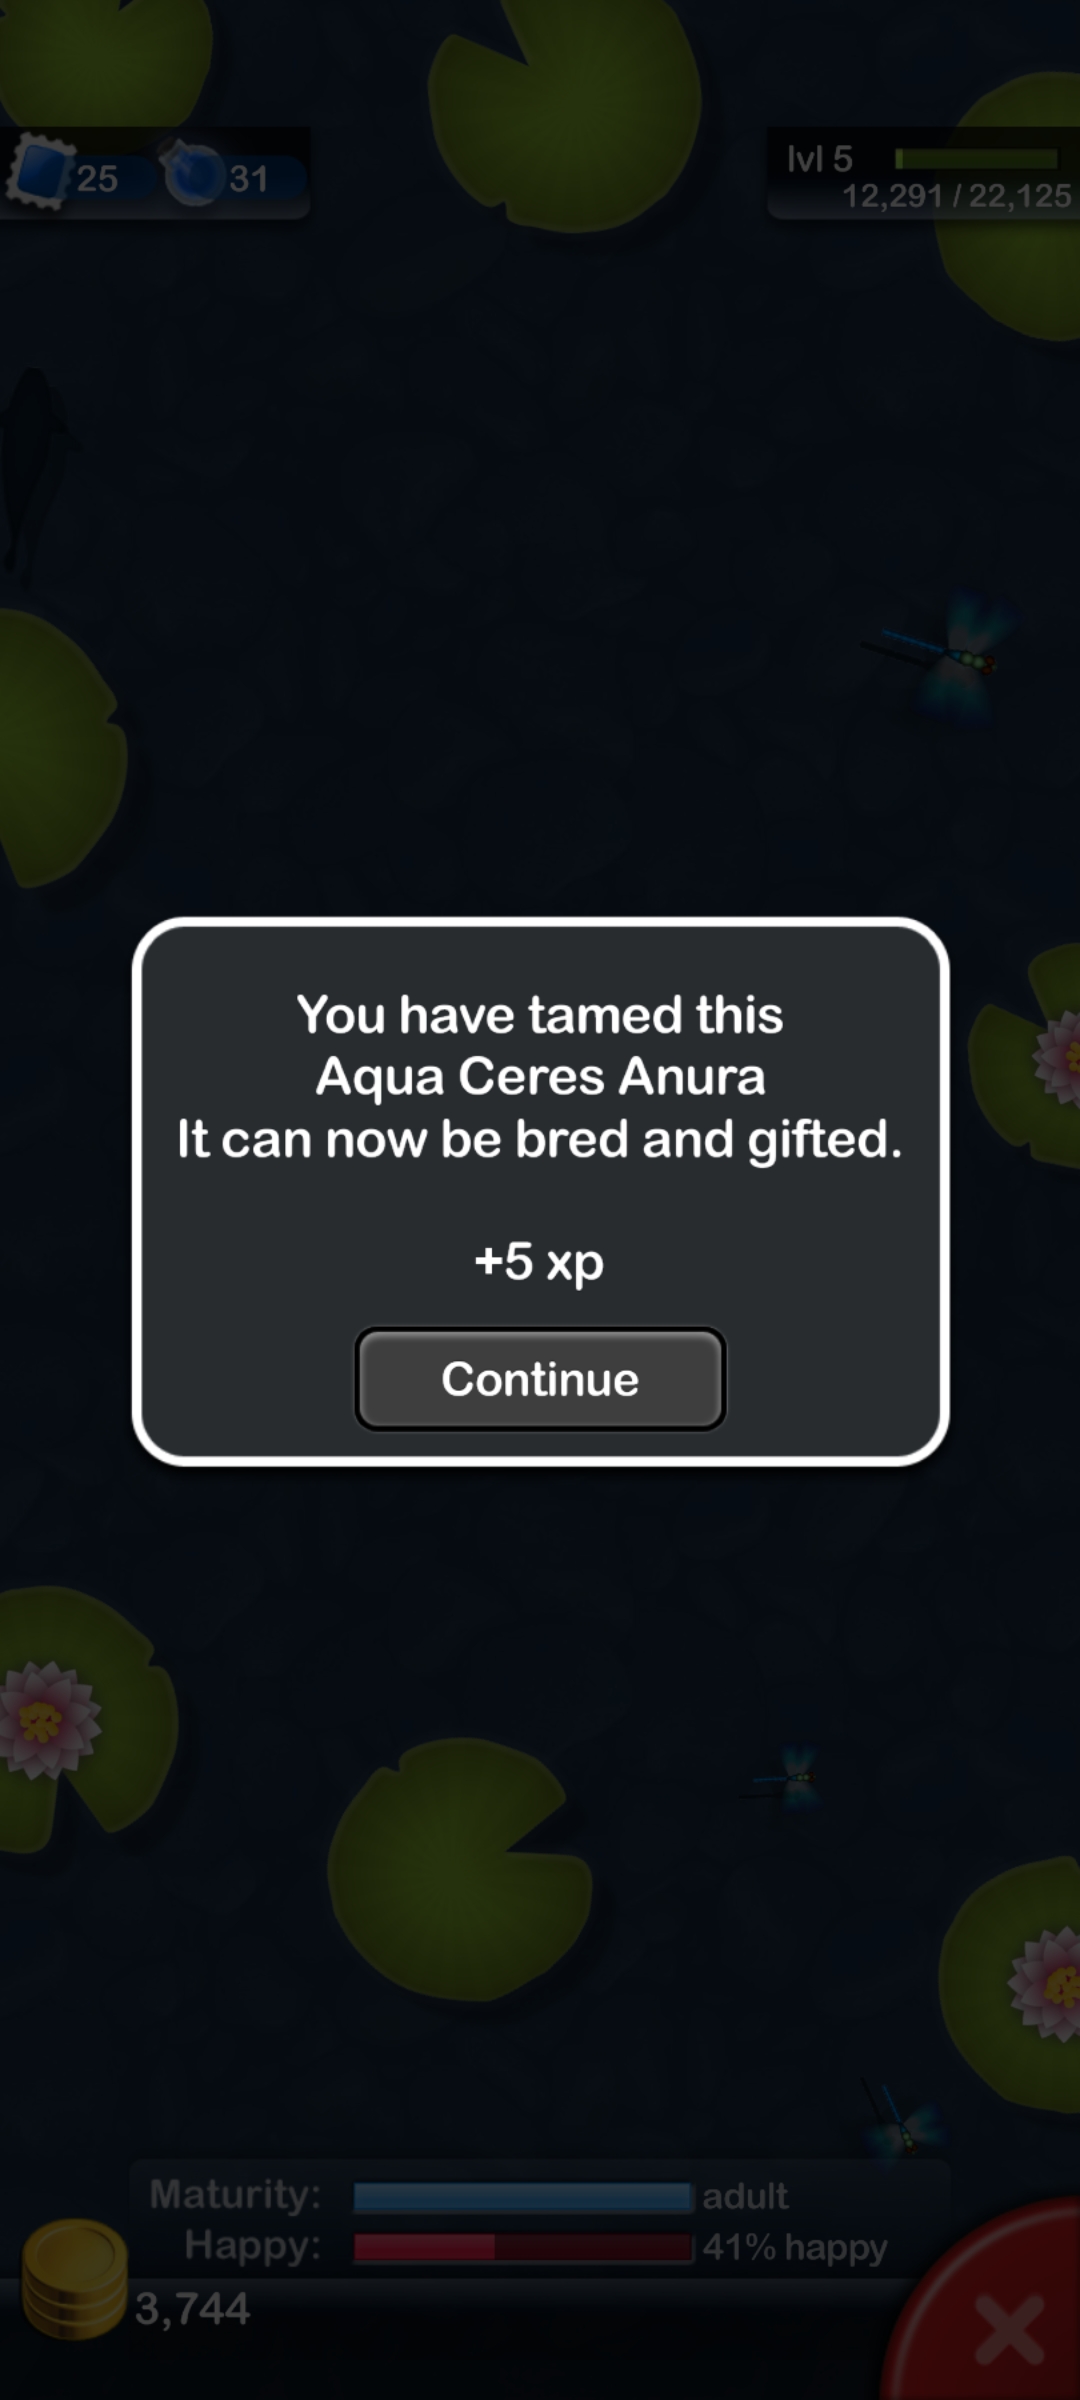 25
31
lvl 5
12,291 / 22,125
You have tamed this
Aqua Ceres Anura
It can now be bred and gifted.
+5 xp
Continue
Maturity: adult
Happy: 41% happy
3,744